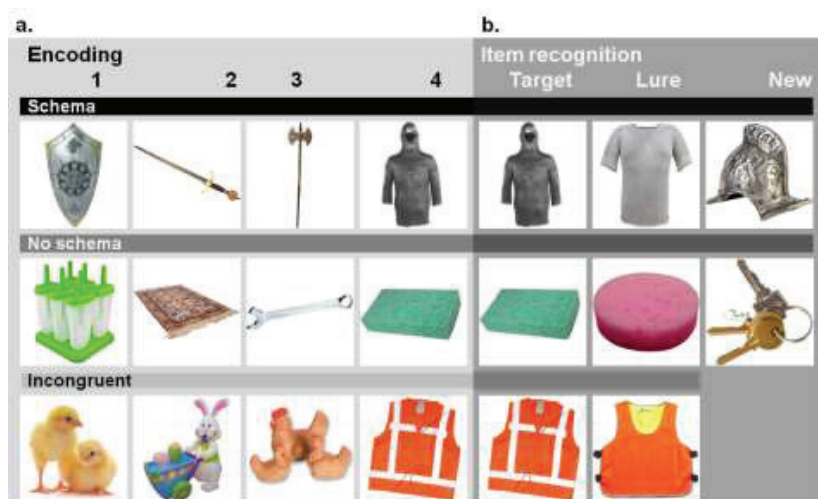 a.
b.
Encoding
Item recognition
1 2 3 4 Target Lure New
Schema
No schema
Incongruent